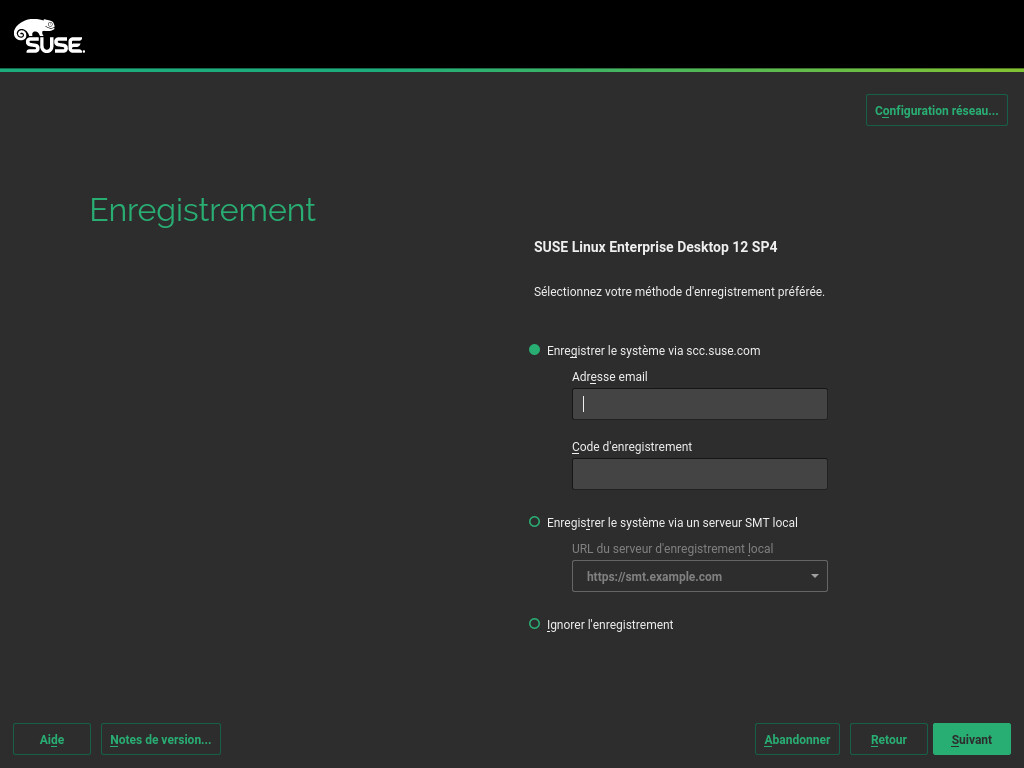 SUSE.
Configuration réseau...
Enregistrement
SUSE Linux Enterprise Desktop 12 SP4
Sélectionnez votre méthode d'enregistrement préférée.
Enregistrer le système via scc.suse.com
Adresse email
Code d'enregistrement
Enregistrer le système via un serveur SMT local
URL du serveur d'enregistrement local
https://smt.example.com
Ignorer l'enregistrement
Aide
Notes de version...
Abandonner
Retour
Suivant